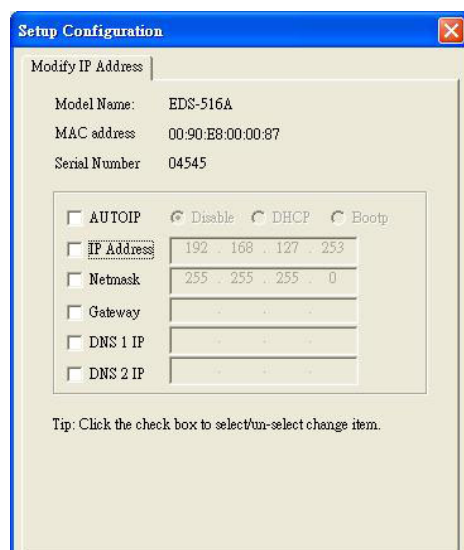 Setup Configuration
Modify IP Address
Model Name: EDS-516A
MAC address 00:90:E8:00:00:87
Serial Number 04545
AUTOIP Disable DHCP Bootp
IP Address 192 . 168 . 127 . 253
Netmask 255 . 255 . 255 . 0
Gateway . . .
DNS 1 IP . . .
DNS 2 IP . . .
Tip: Click the check box to select/un-select change item.